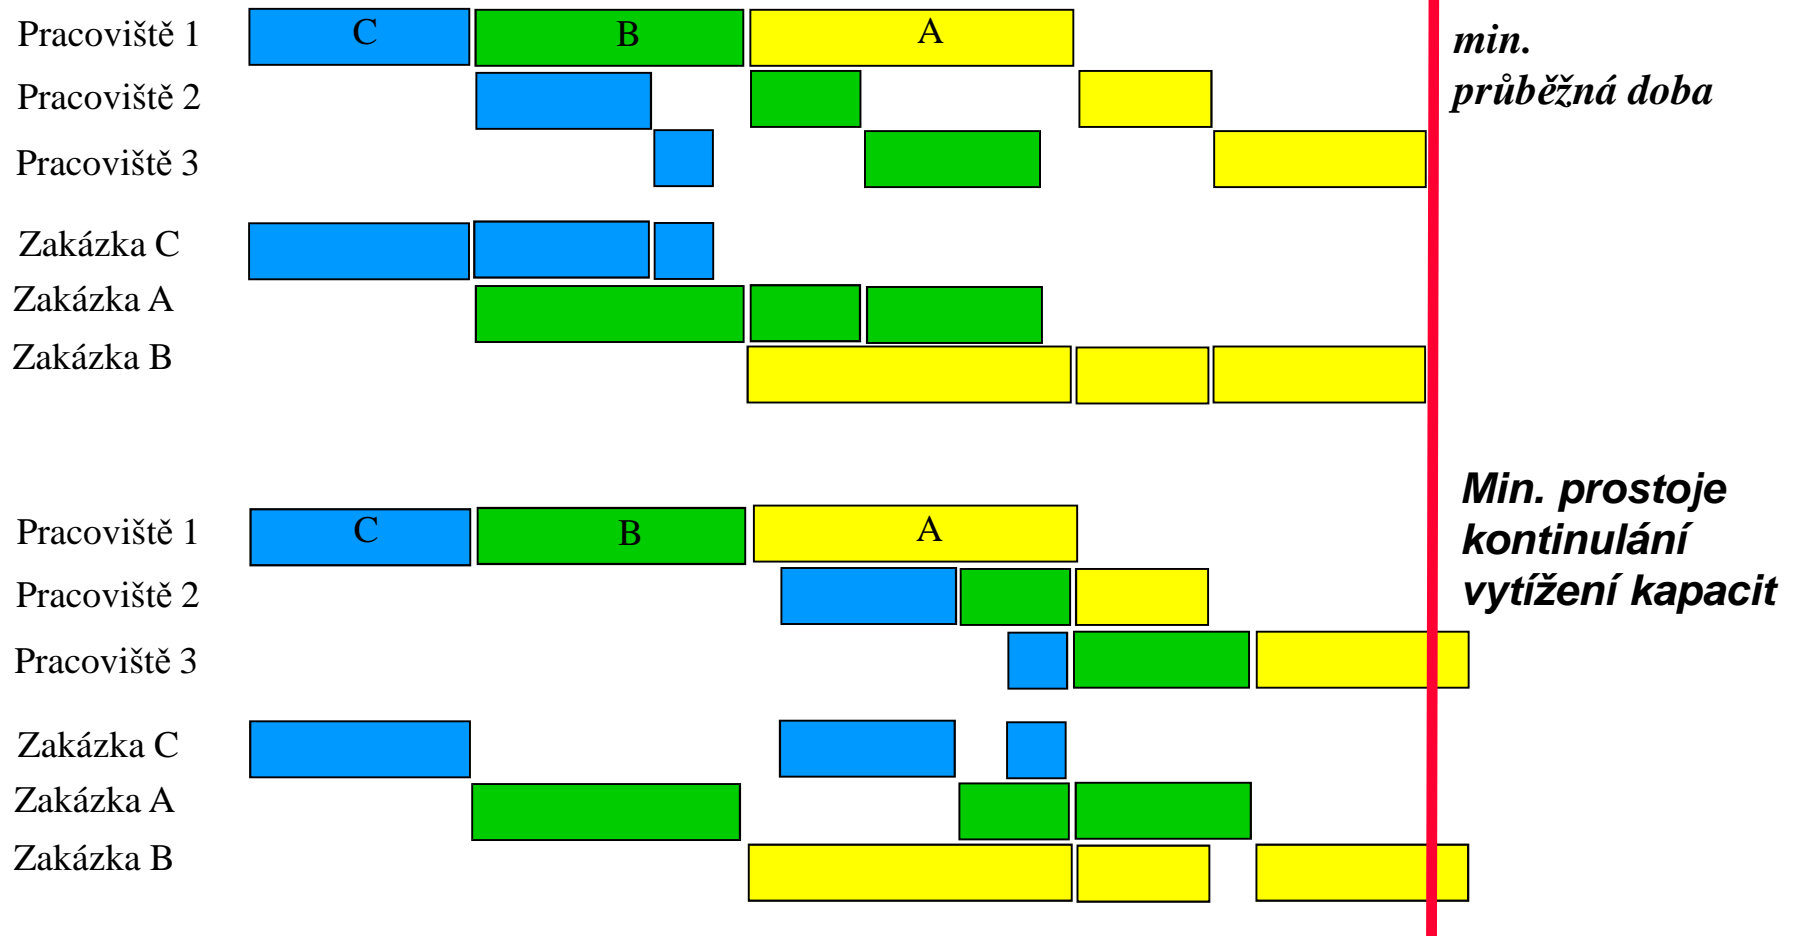 Pracoviště 1
C
B
A
min.
průběžná doba
Pracoviště 2
Pracoviště 3
Zakázka C
Zakázka A
Zakázka B
Min. prostoje
kontinulání
vytížení kapacit
Pracoviště 1
C
B
A
Pracoviště 2
Pracoviště 3
Zakázka C
Zakázka A
Zakázka B